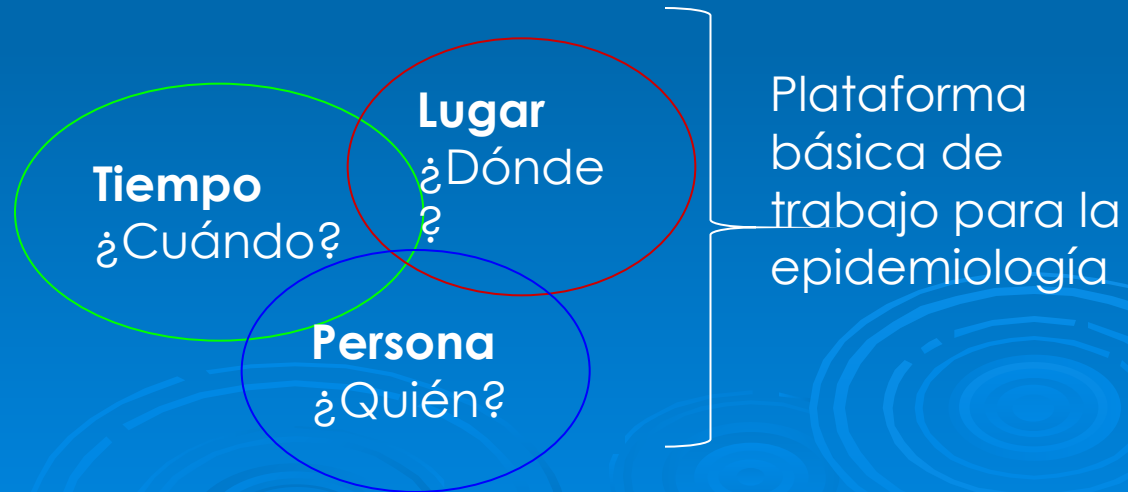 Tiempo
¿Cuándo?
Lugar
¿Dónde
?
Persona
¿Quién?
Plataforma
básica de
trabajo para la
epidemiología